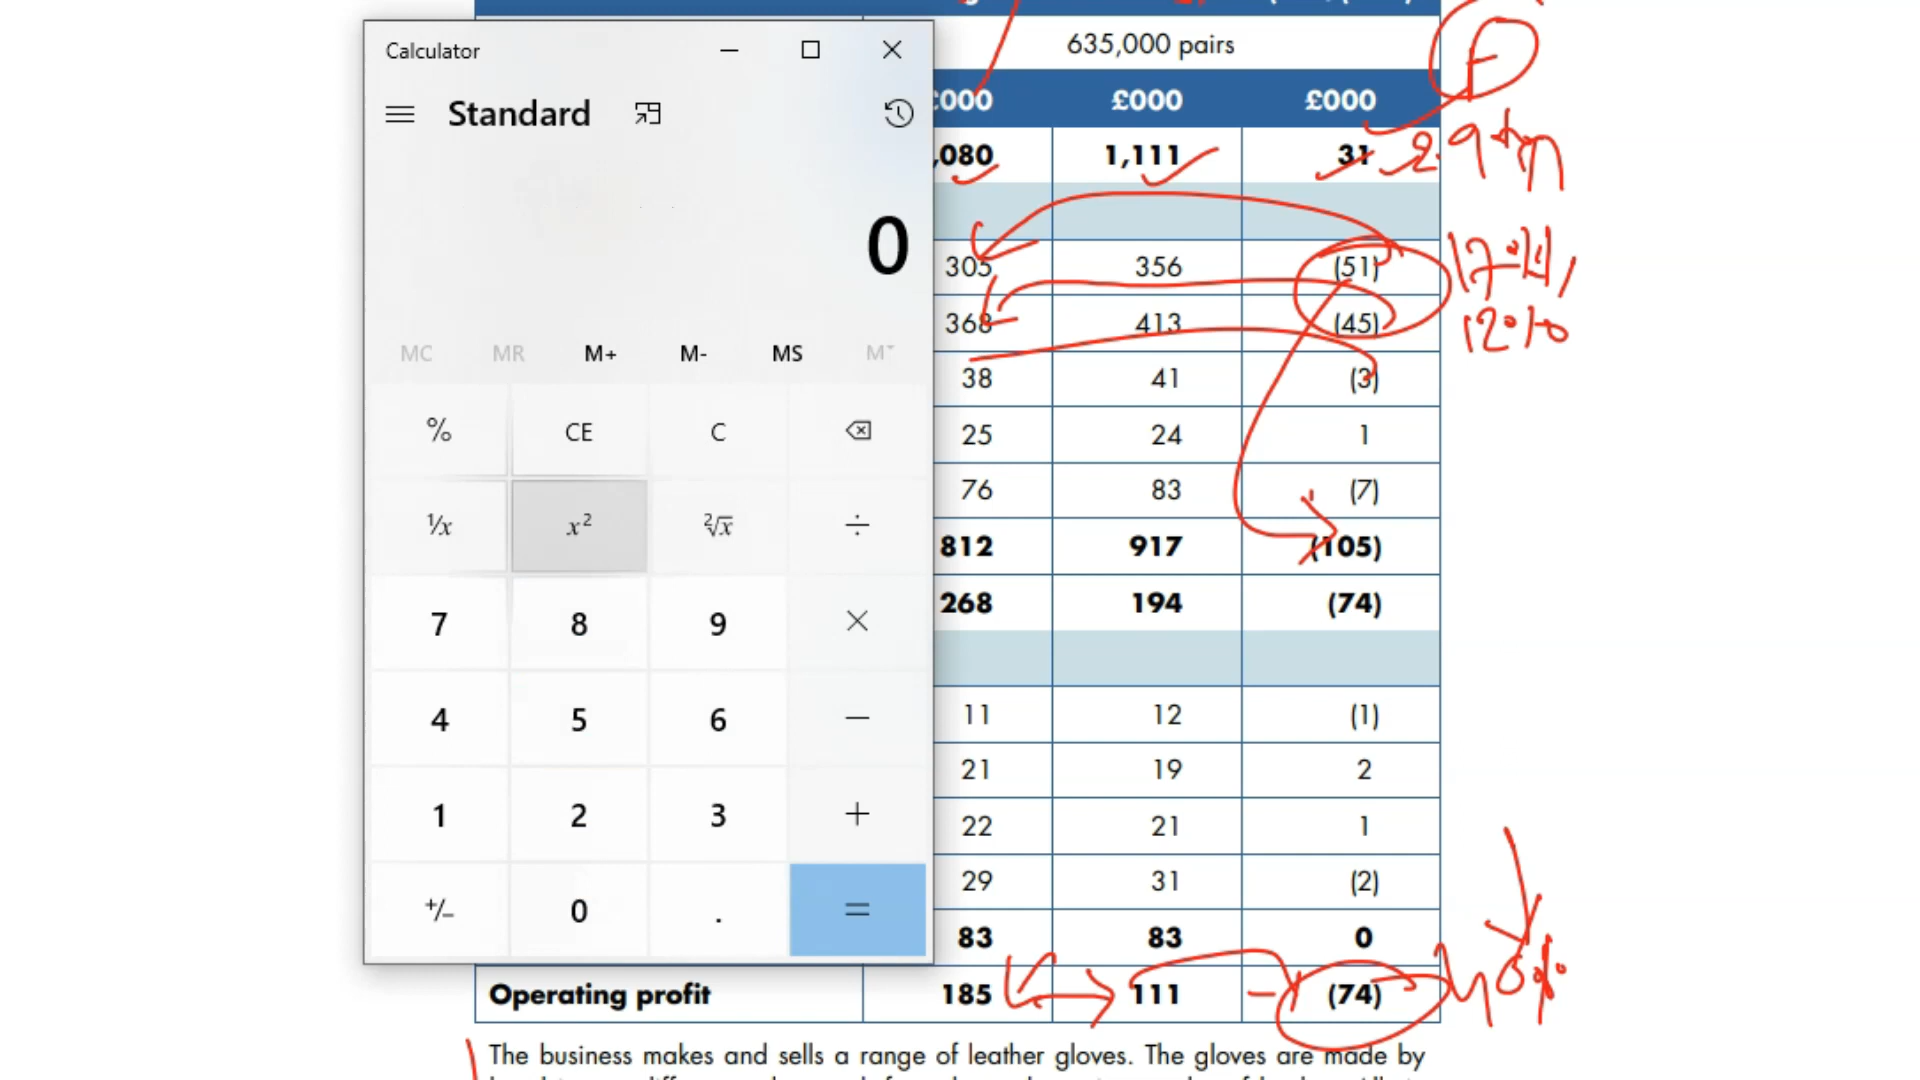 Calculator
635,000 pairs
Standard
£000 £000
,080 1,111 31 2.9
0
305 356 (51)
368 413 (45) 12%
MC MR M+ M- MS M
38 41 (3)
% CE C 25 24 1
76 83 (7)
¹/x x² ²√x ÷
812 917 (105)
268 194 (74)
7 8 9 ×
4 5 6 − 11 12 (1)
21 19 2
1 2 3 + 22 21 1
29 31 (2)
+/− 0 . = 83 83 0
Operating profit 185 111 (74)
The business makes and sells a range of leather gloves. The gloves are made by